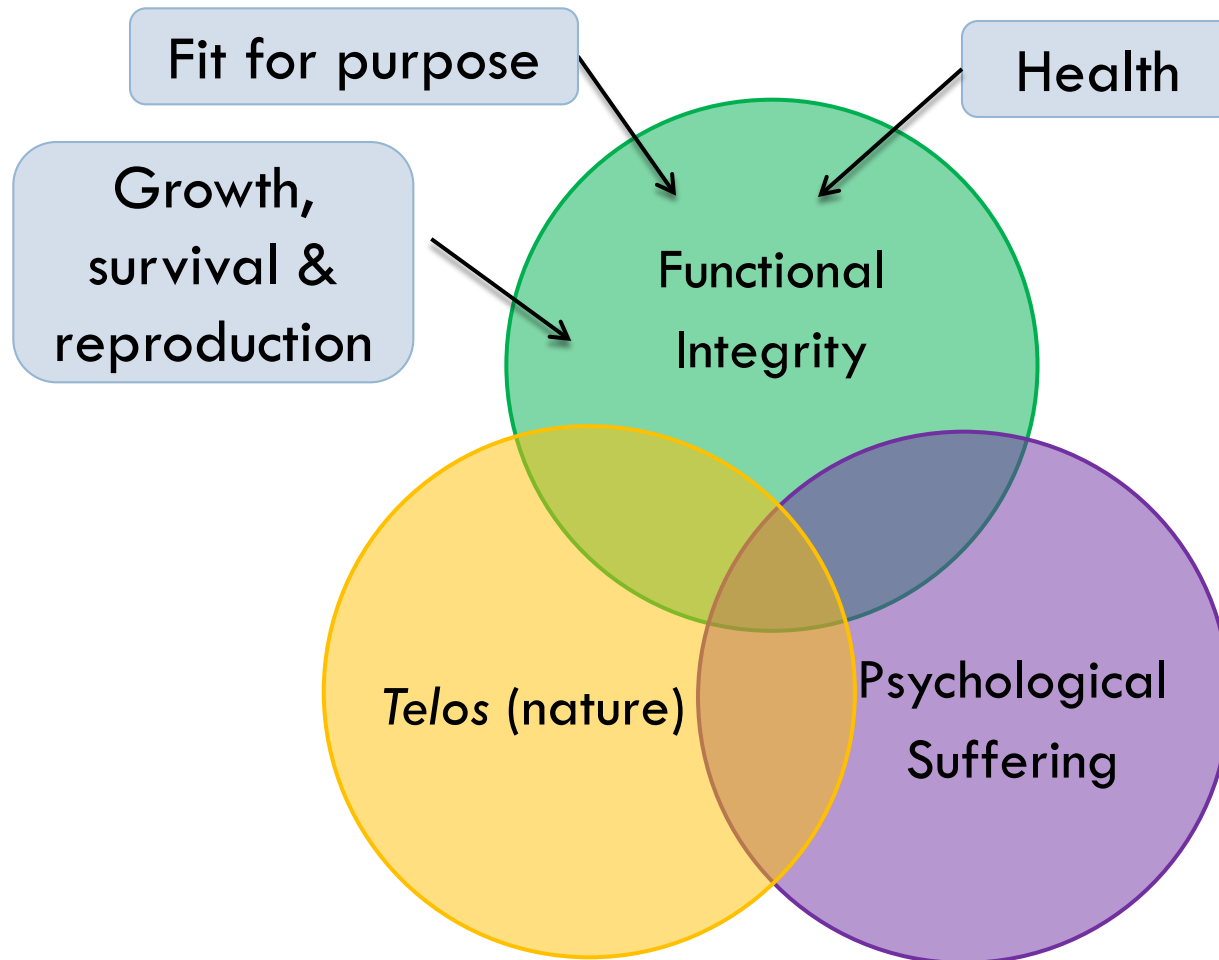 Fit for purpose
Health
Growth,
survival &
reproduction
Functional
Integrity
Telos (nature)
Psychological
Suffering